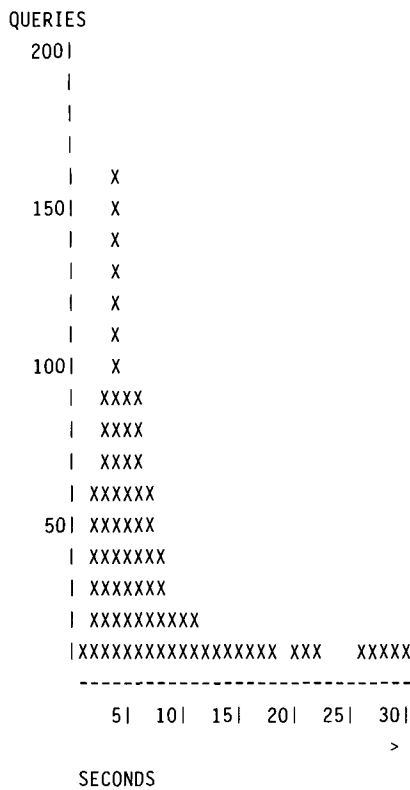 QUERIES
200|
|
|
|
| X
150| X
| X
| X
| X
| X
100| X
| XXXX
| XXXX
| XXXX
| XXXXXX
50| XXXXXX
| XXXXXXX
| XXXXXXX
| XXXXXXXXXX
|XXXXXXXXXXXXXXXXXX XXX XXXXX
------------------------------
5| 10| 15| 20| 25| 30|
>
SECONDS